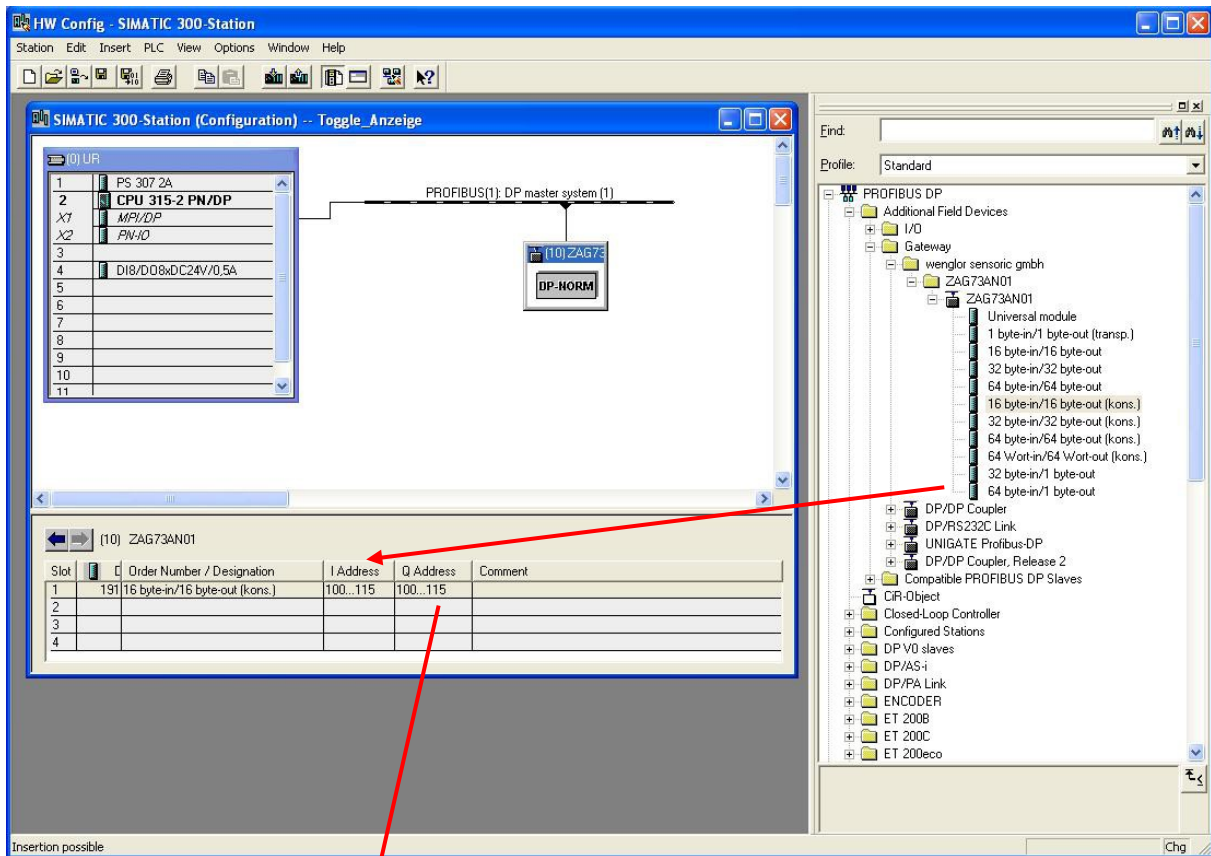 HW Config - SIMATIC 300-Station
Station Edit Insert PLC View Options Window Help
SIMATIC 300-Station (Configuration) -- Toggle_Anzeige
(0) UR
1 PS 307 2A
2 CPU 315-2 PN/DP
X1 MPI/DP
X2 PN-IO
3
4 DI8/DO8xDC24V/0,5A
5
6
7
8
9
10
11
PROFIBUS(1): DP master system (1)
(10) ZAG73
DP-NORM
(10) ZAG73AN01
Slot D Order Number / Designation I Address Q Address Comment
1 191 16 byte-in/16 byte-out (kons.) 100...115 100...115
2
3
4
Find:
Profile: Standard
PROFIBUS DP
Additional Field Devices
I/O
Gateway
wenglor sensoric gmbh
ZAG73AN01
ZAG73AN01
Universal module
1 byte-in/1 byte-out (transp.)
16 byte-in/16 byte-out
32 byte-in/32 byte-out
64 byte-in/64 byte-out
16 byte-in/16 byte-out (kons.)
32 byte-in/32 byte-out (kons.)
64 byte-in/64 byte-out (kons.)
64 Wort-in/64 Wort-out (kons.)
32 byte-in/1 byte-out
64 byte-in/1 byte-out
DP/DP Coupler
DP/RS232C Link
UNIGATE Profibus-DP
DP/DP Coupler, Release 2
Compatible PROFIBUS DP Slaves
CiR-Object
Closed-Loop Controller
Configured Stations
DP V0 slaves
DP/AS-i
DP/PA Link
ENCODER
ET 200B
ET 200C
ET 200eco
Insertion possible
Chg